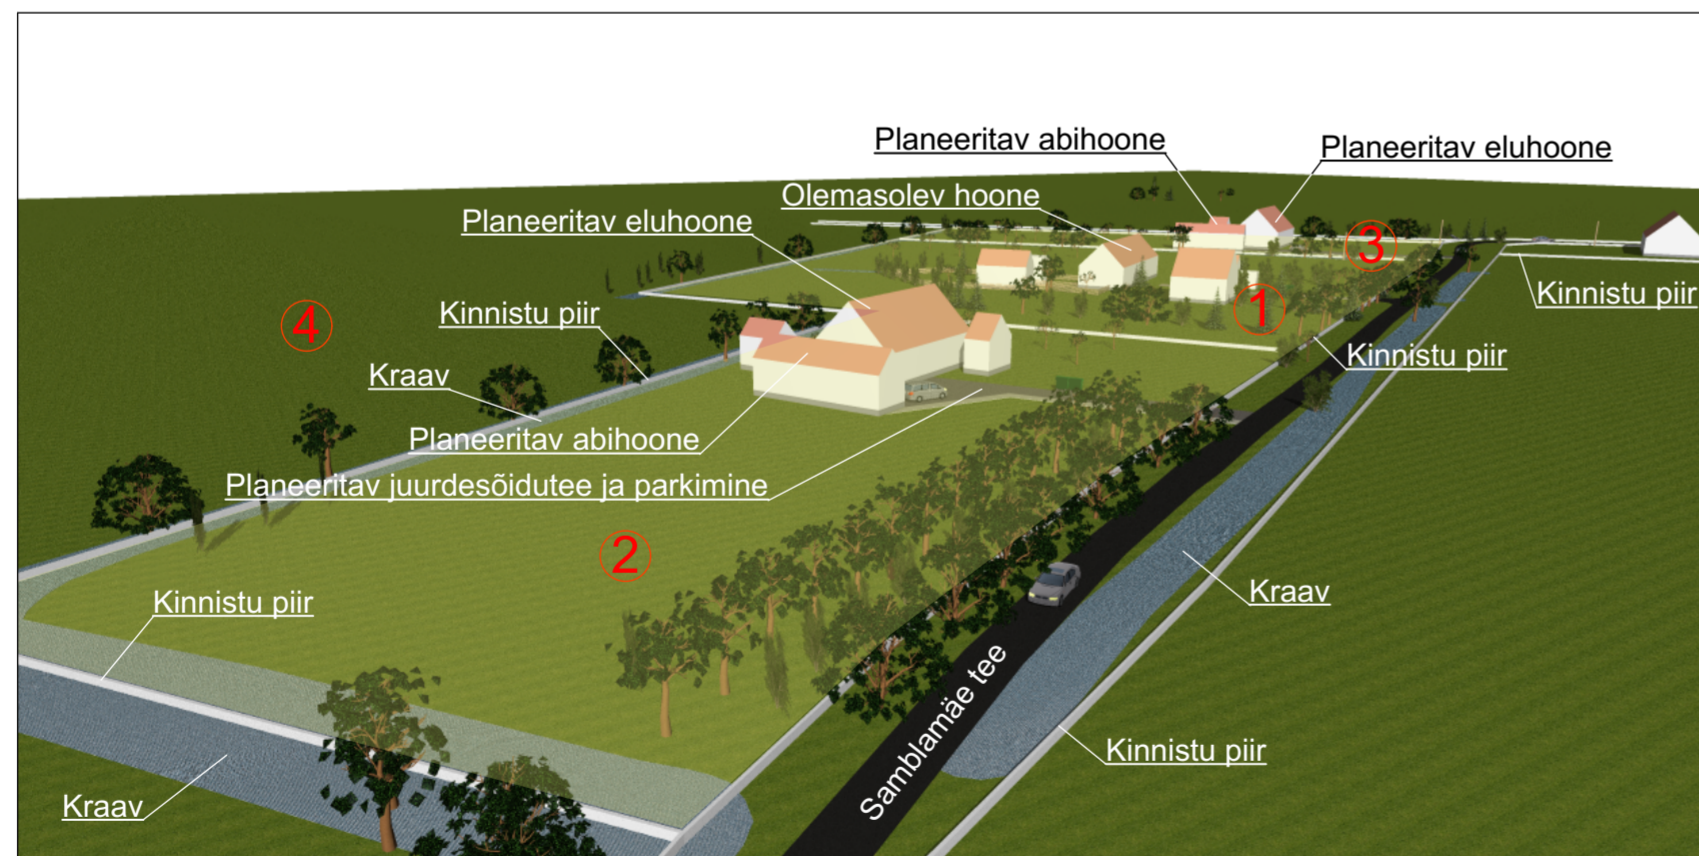 Planeeritav abihoone
Planeeritav eluhoone
Olemasolev hoone
Planeeritav eluhoone
3
Kinnistu piir
1
4
Kinnistu piir
Kinnistu piir
Kraav
Planeeritav abihoone
Planeeritav juurdesõidutee ja parkimine
2
Kraav
Kinnistu piir
Samblamäe tee
Kinnistu piir
Kraav